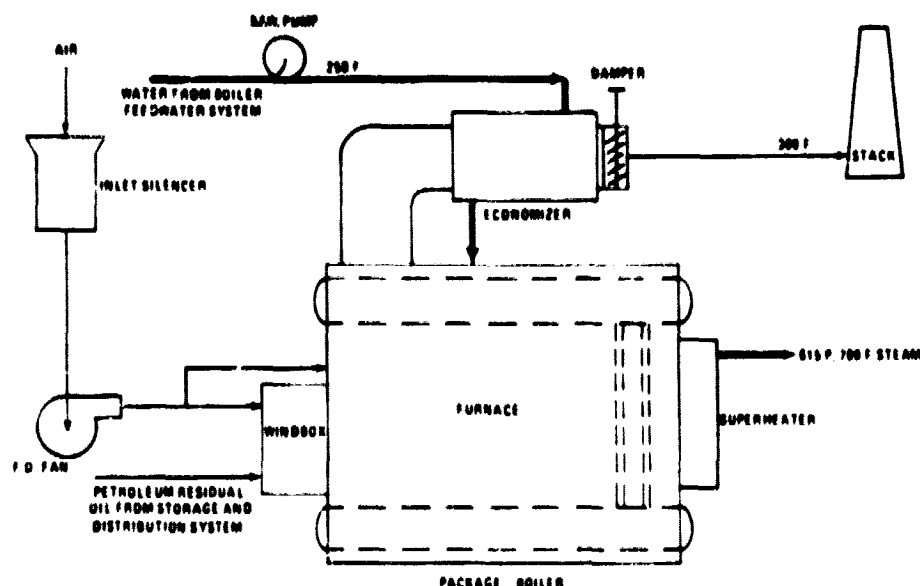 B.F.W. PUMP
AIR
250 F
DAMPER
WATER FROM BOILER
FEEDWATER SYSTEM
300 F
STACK
INLET SILENCER
ECONOMIZER
615 P, 700 F STEAM
FURNACE
WINDBOX
SUPERHEATER
F D FAN
PETROLEUM RESIDUAL
OIL FROM STORAGE AND
DISTRIBUTION SYSTEM
PACKAGE BOILER